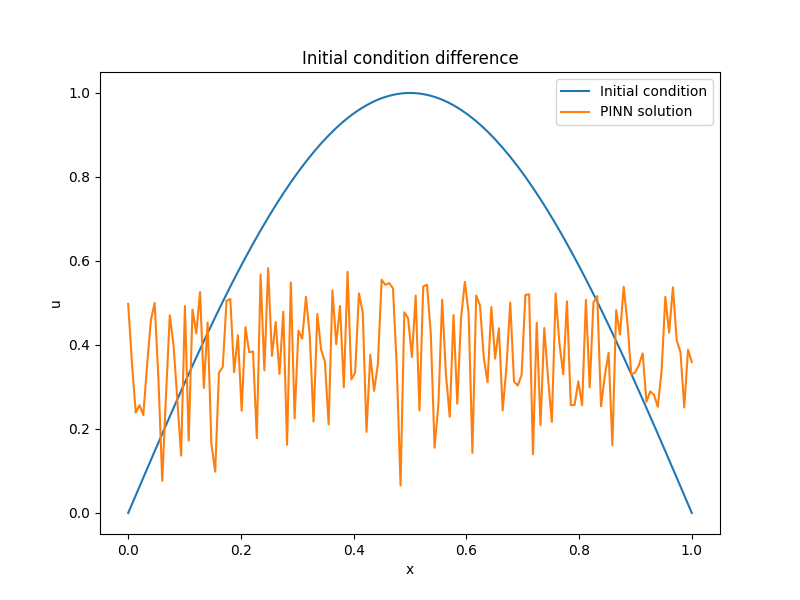 Initial condition difference
Initial condition
PINN solution
u
1.0
0.8
0.6
0.4
0.2
0.0
0.0 0.2 0.4 0.6 0.8 1.0
x